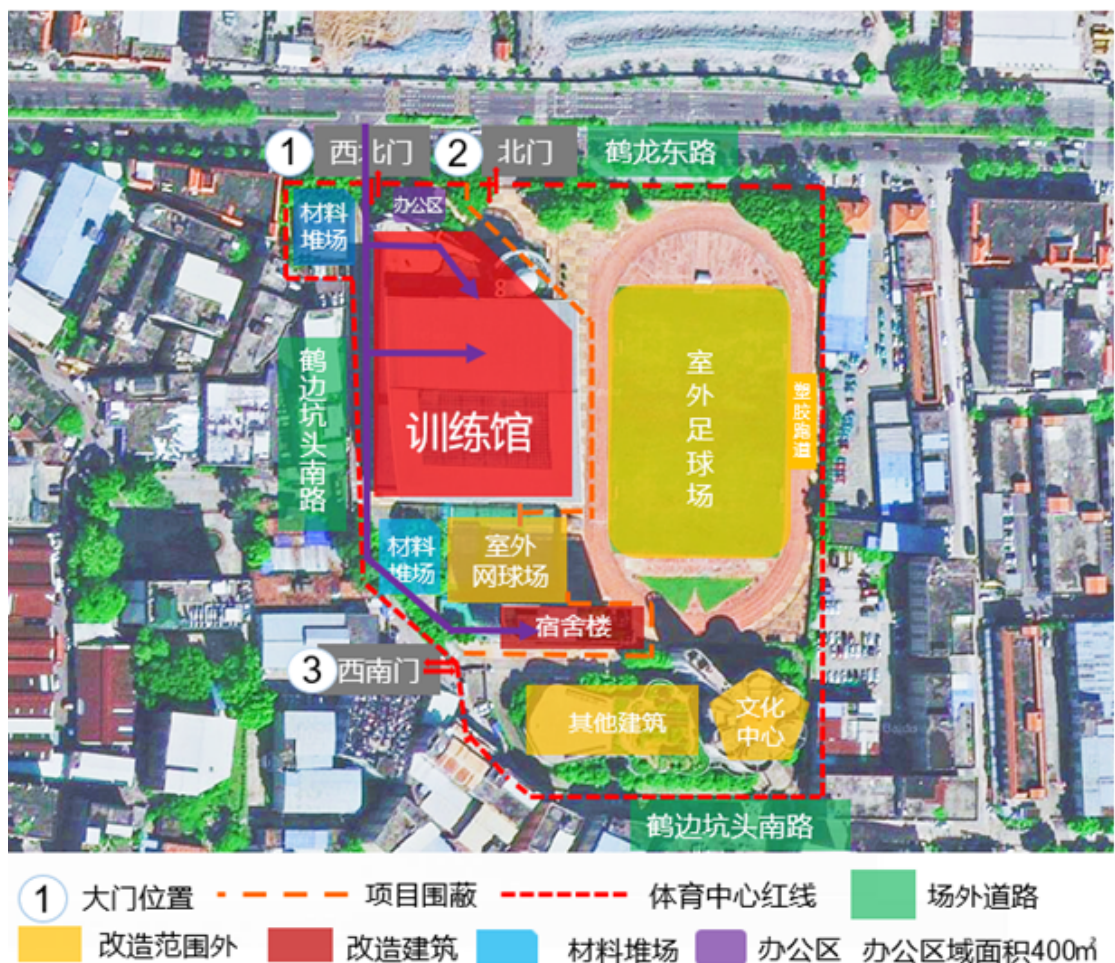 1 西北门 2 北门 鹤龙东路
办公区
材料
堆场
8
鹤边坑头南路
训练馆
室外足球场
塑胶跑道
材料
堆场
室外
网球场
宿舍楼
3 西南门
其他建筑
文化
中心
鹤边坑头南路
1 大门位置 项目围蔽 体育中心红线 场外道路
改造范围外 改造建筑 材料堆场 办公区 办公区域面积400㎡